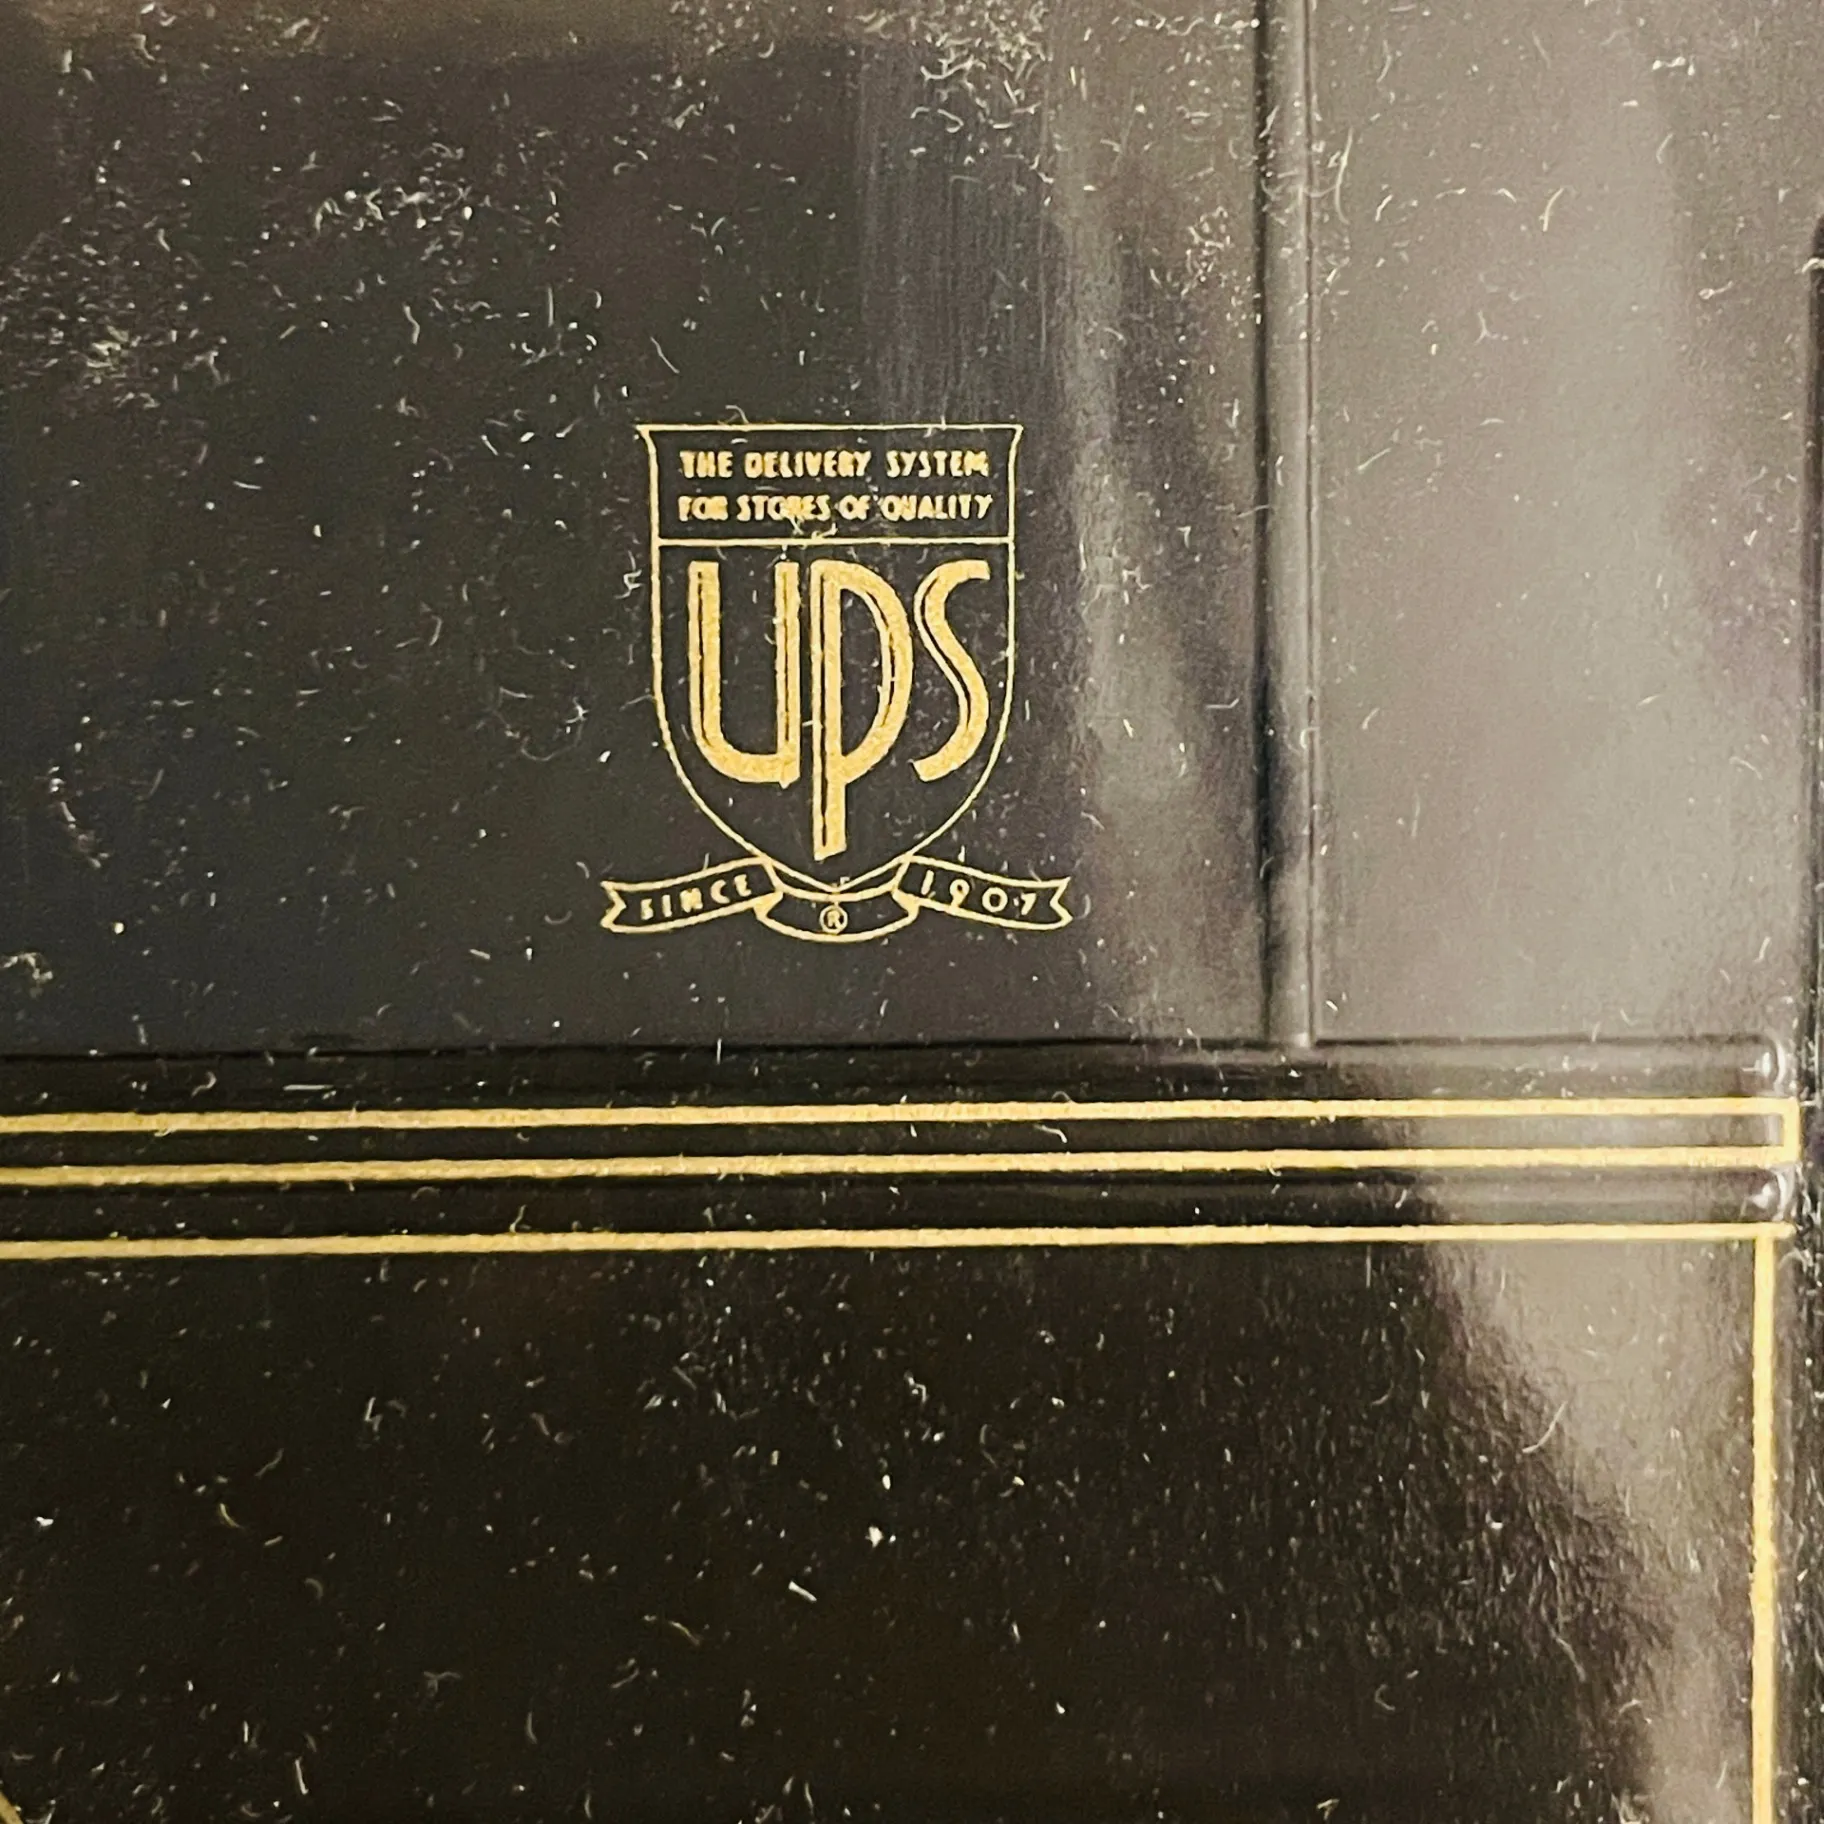 THE DELIVERY SYSTEM
FOR STORES OF QUALITY
UPS
SINCE ® 1907